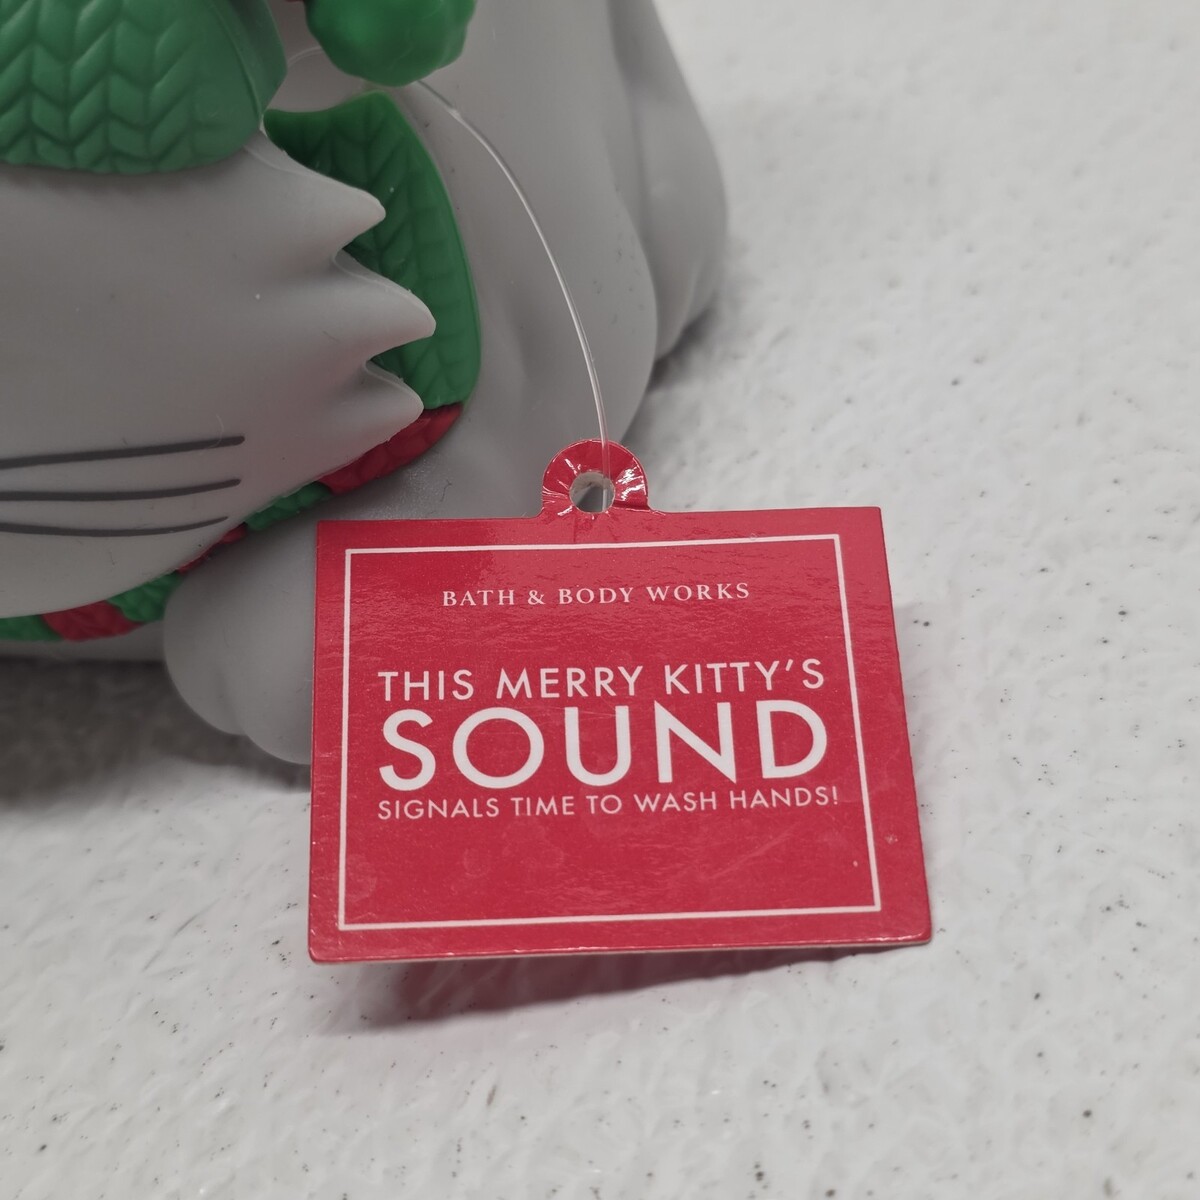 BATH & BODY WORKS
THIS MERRY KITTY'S
SOUND
SIGNALS TIME TO WASH HANDS!